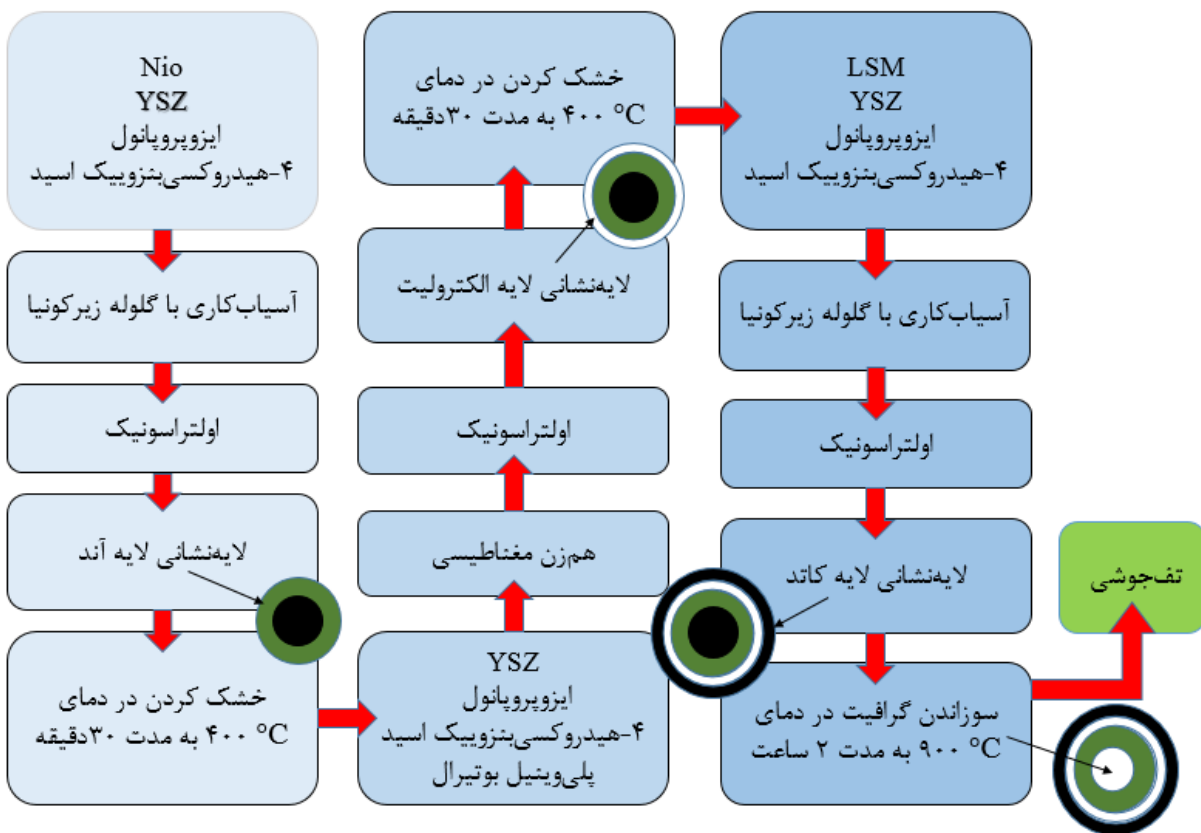 Nio
YSZ
ایزوپروپانول
۴-هیدروکسی‌بنزوییک اسید
آسیاب‌کاری با گلوله زیرکونیا
اولتراسونیک
لایه‌نشانی لایه آند
خشک کردن در دمای
۴۰۰ °C به مدت ۳۰دقیقه
YSZ
ایزوپروپانول
۴-هیدروکسی‌بنزوییک اسید
پلی‌وینیل بوتیرال
هم‌زن مغناطیسی
اولتراسونیک
لایه‌نشانی لایه الکترولیت
خشک کردن در دمای
۴۰۰ °C به مدت ۳۰دقیقه
LSM
YSZ
ایزوپروپانول
۴-هیدروکسی‌بنزوییک اسید
آسیاب‌کاری با گلوله زیرکونیا
اولتراسونیک
لایه‌نشانی لایه کاتد
سوزاندن گرافیت در دمای
۹۰۰ °C به مدت ۲ ساعت
تف‌جوشی